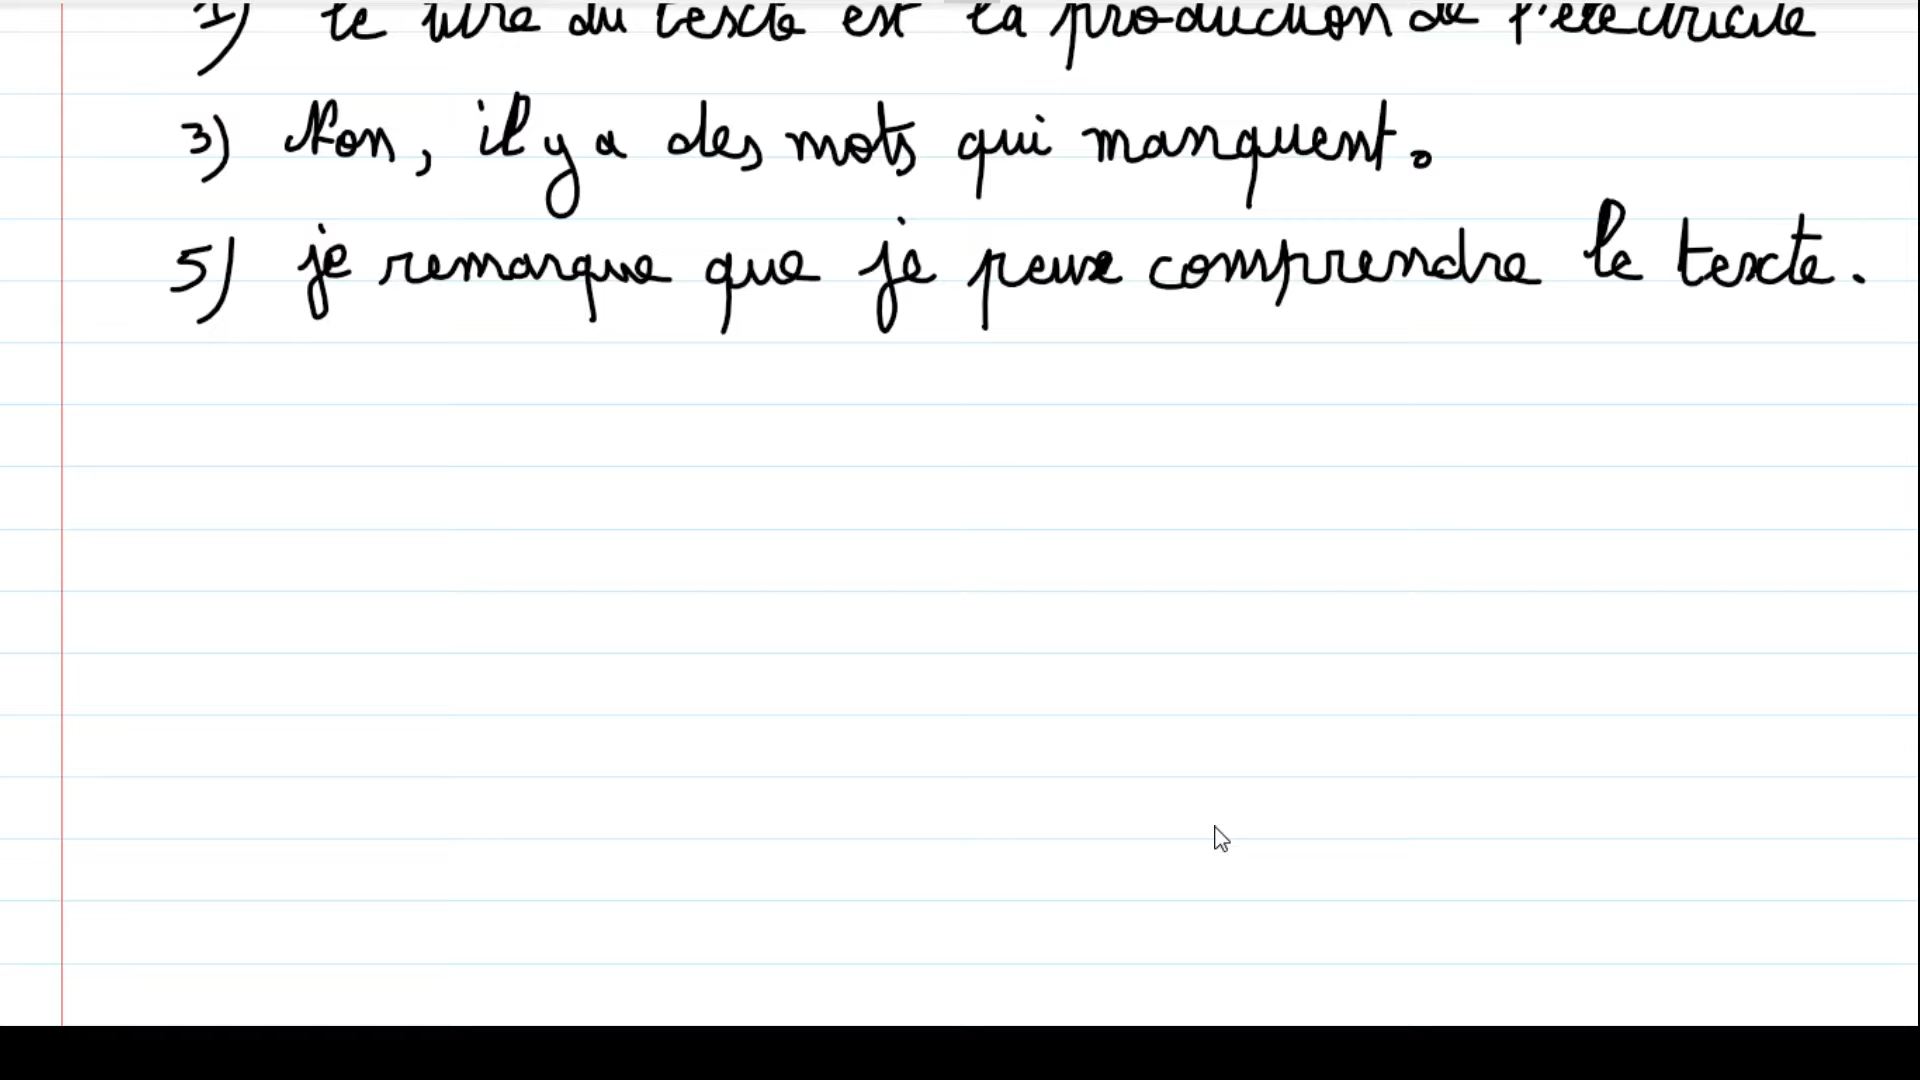 1) le titre du texte est la production de l'électricité
3) Non, il y a des mots qui manquent.
5) je remarque que je peux comprendre le texte.